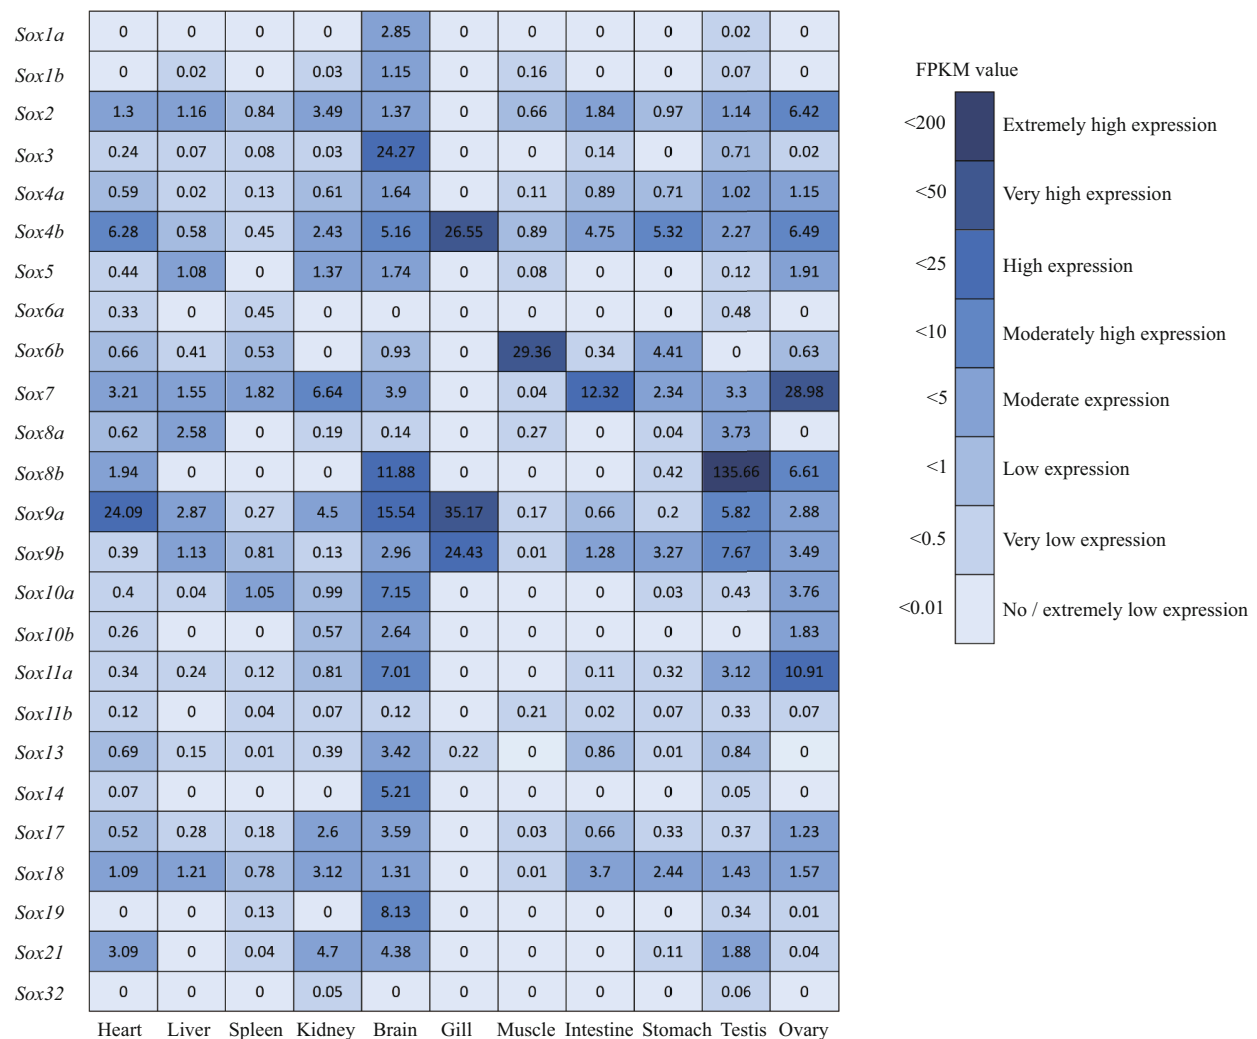 Sox1a 0 0 0 0 2.85 0 0 0 0 0.02 0
Sox1b 0 0.02 0 0.03 1.15 0 0.16 0 0 0.07 0
Sox2 1.3 1.16 0.84 3.49 1.37 0 0.66 1.84 0.97 1.14 6.42
Sox3 0.24 0.07 0.08 0.03 24.27 0 0 0.14 0 0.71 0.02
Sox4a 0.59 0.02 0.13 0.61 1.64 0 0.11 0.89 0.71 1.02 1.15
Sox4b 6.28 0.58 0.45 2.43 5.16 26.55 0.89 4.75 5.32 2.27 6.49
Sox5 0.44 1.08 0 1.37 1.74 0 0.08 0 0 0.12 1.91
Sox6a 0.33 0 0.45 0 0 0 0 0 0 0.48 0
Sox6b 0.66 0.41 0.53 0 0.93 0 29.36 0.34 4.41 0 0.63
Sox7 3.21 1.55 1.82 6.64 3.9 0 0.04 12.32 2.34 3.3 28.98
Sox8a 0.62 2.58 0 0.19 0.14 0 0.27 0 0.04 3.73 0
Sox8b 1.94 0 0 0 11.88 0 0 0 0.42 135.66 6.61
Sox9a 24.09 2.87 0.27 4.5 15.54 35.17 0.17 0.66 0.2 5.82 2.88
Sox9b 0.39 1.13 0.81 0.13 2.96 24.43 0.01 1.28 3.27 7.67 3.49
Sox10a 0.4 0.04 1.05 0.99 7.15 0 0 0 0.03 0.43 3.76
Sox10b 0.26 0 0 0.57 2.64 0 0 0 0 0 1.83
Sox11a 0.34 0.24 0.12 0.81 7.01 0 0 0.11 0.32 3.12 10.91
Sox11b 0.12 0 0.04 0.07 0.12 0 0.21 0.02 0.07 0.33 0.07
Sox13 0.69 0.15 0.01 0.39 3.42 0.22 0 0.86 0.01 0.84 0
Sox14 0.07 0 0 0 5.21 0 0 0 0 0.05 0
Sox17 0.52 0.28 0.18 2.6 3.59 0 0.03 0.66 0.33 0.37 1.23
Sox18 1.09 1.21 0.78 3.12 1.31 0 0.01 3.7 2.44 1.43 1.57
Sox19 0 0 0.13 0 8.13 0 0 0 0 0.34 0.01
Sox21 3.09 0 0.04 4.7 4.38 0 0 0 0.11 1.88 0.04
Sox32 0 0 0 0.05 0 0 0 0 0 0.06 0
Heart Liver Spleen Kidney Brain Gill Muscle Intestine Stomach Testis Ovary
FPKM value
<200 Extremely high expression
<50 Very high expression
<25 High expression
<10 Moderately high expression
<5 Moderate expression
<1 Low expression
<0.5 Very low expression
<0.01 No / extremely low expression